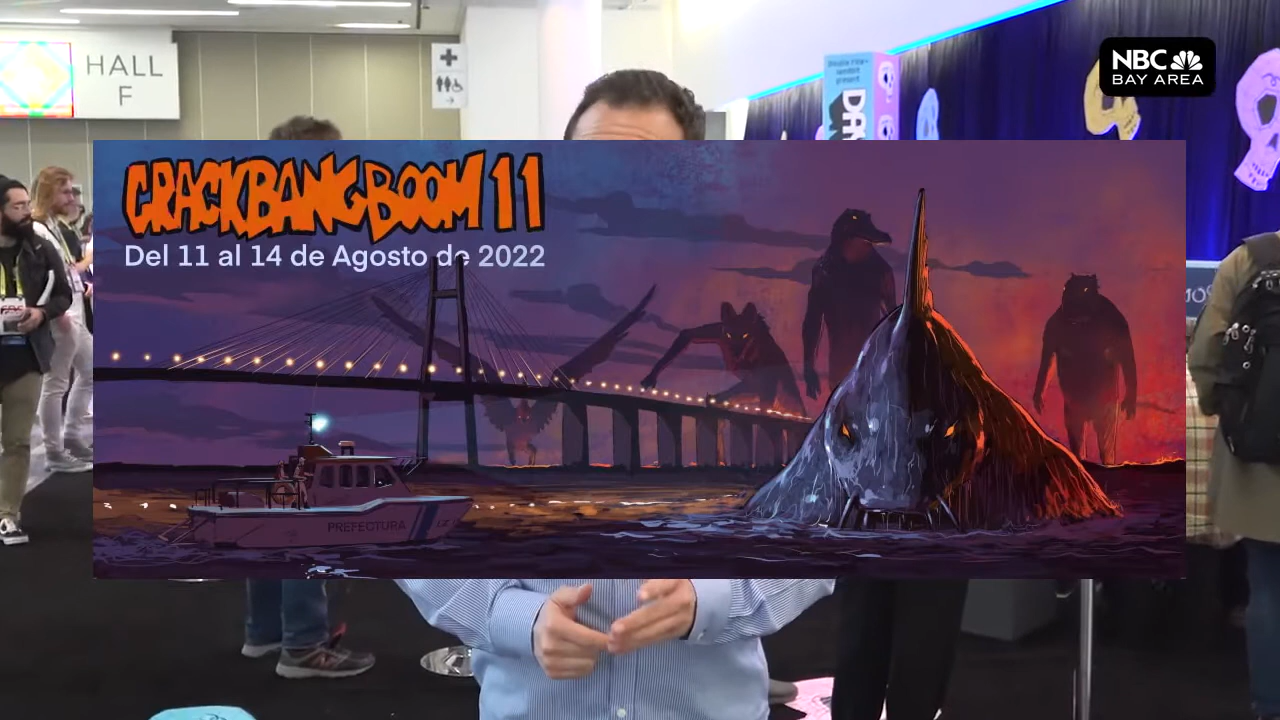 HALL
F
NBC
BAY AREA
CRACKBANGBOOM 11
Del 11 al 14 de Agosto de 2022
PREFECTURA